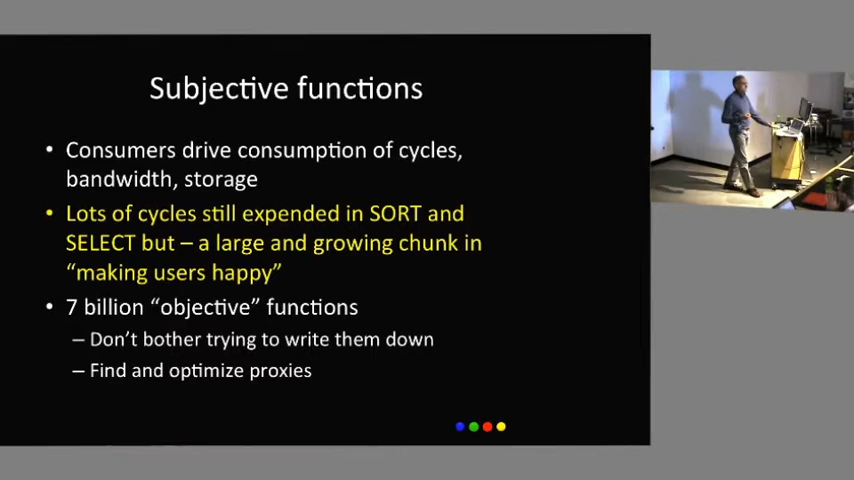 Subjective functions
• Consumers drive consumption of cycles,
bandwidth, storage
• Lots of cycles still expended in SORT and
SELECT but – a large and growing chunk in
“making users happy”
• 7 billion “objective” functions
– Don’t bother trying to write them down
– Find and optimize proxies